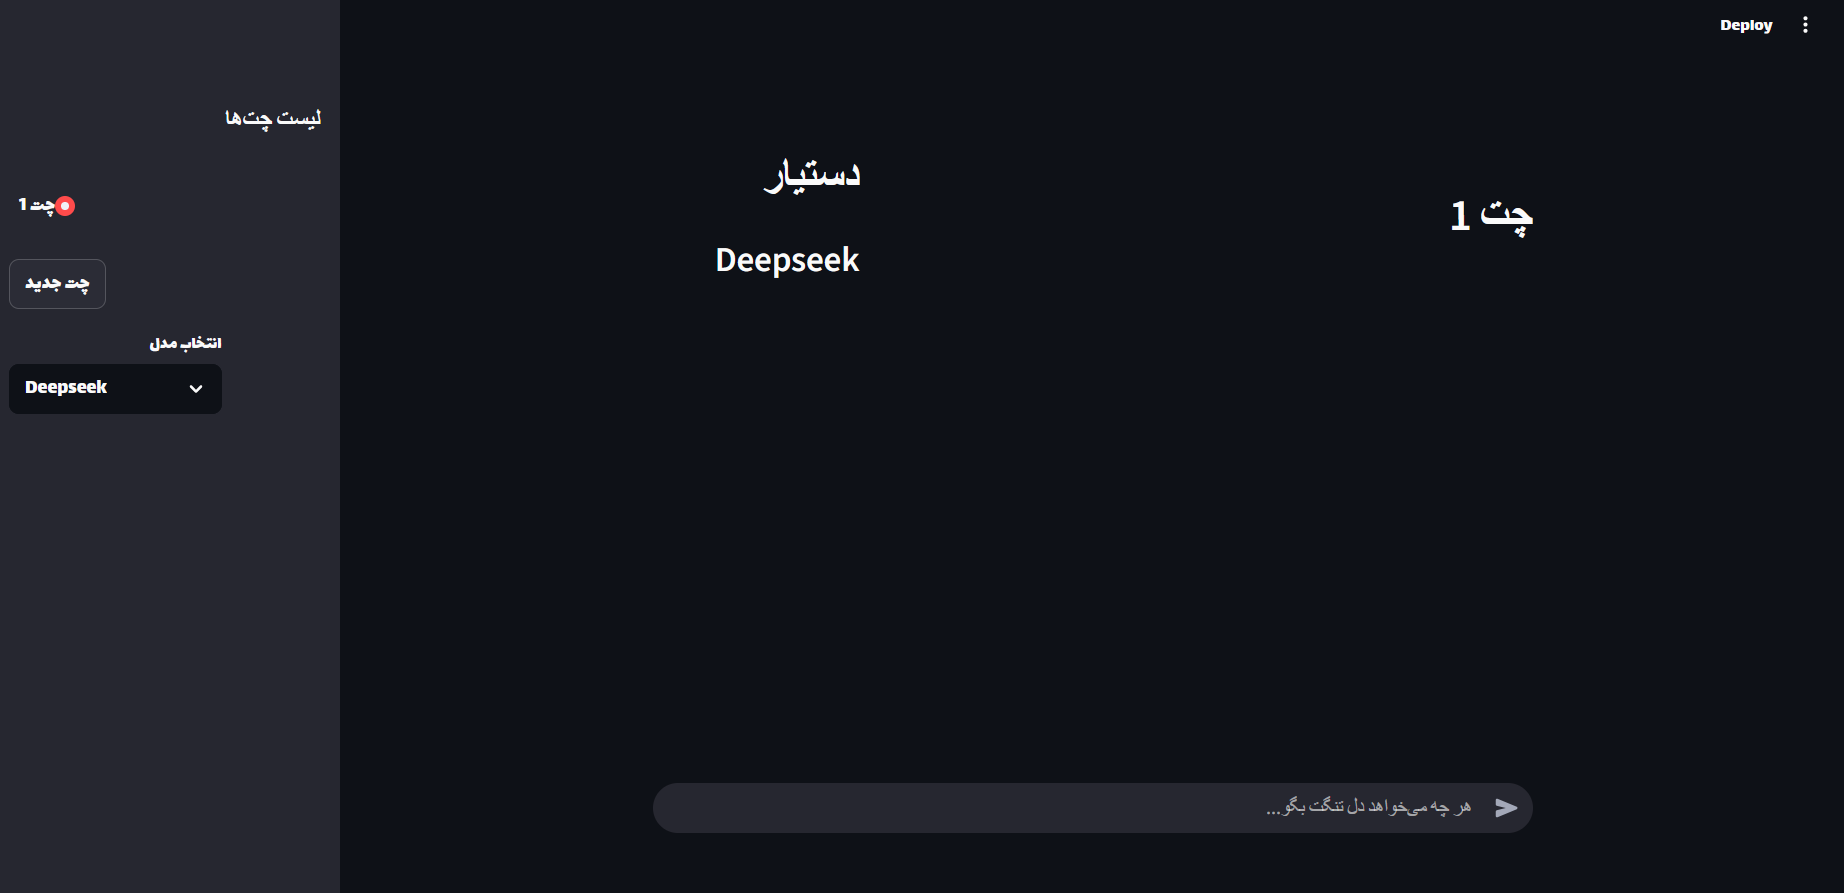 Deploy
لیست چت‌ها
چت 1
چت جدید
انتخاب مدل
Deepseek
دستیار
Deepseek
چت 1
هر چه می‌خواهد دل تنگت بگو...